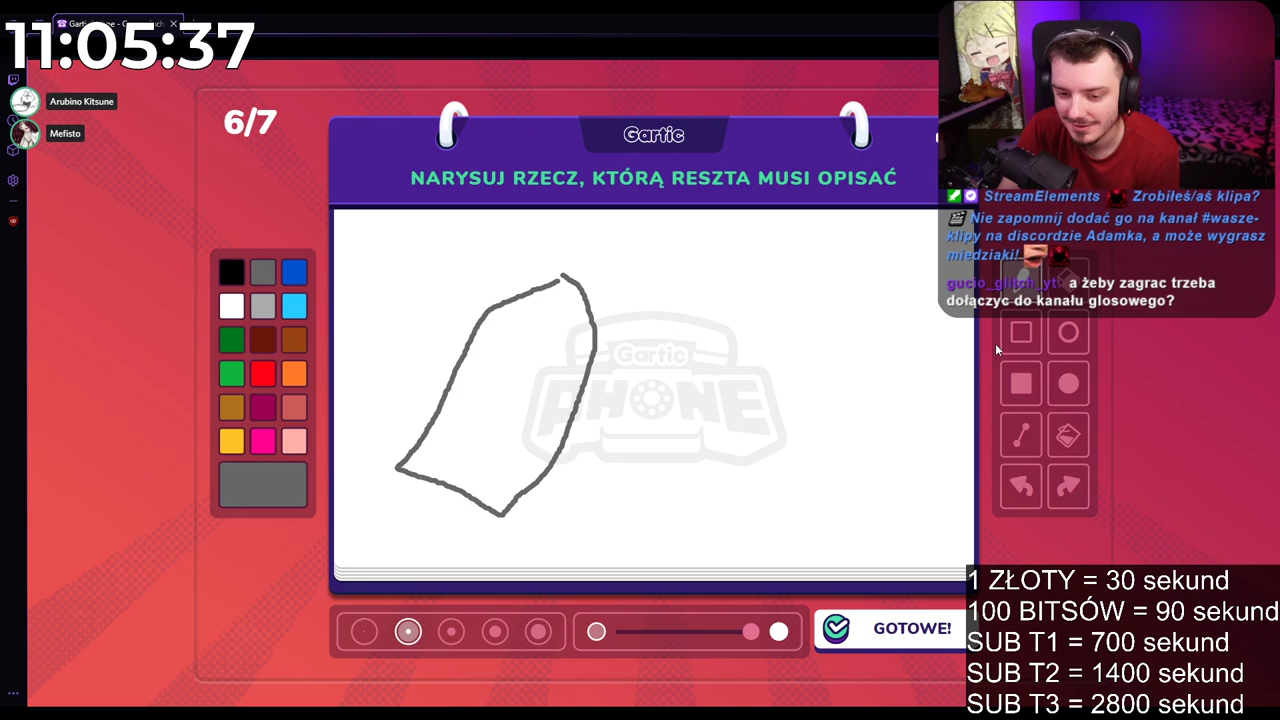 11:05:37
Arubino Kitsune
Mefisto
6/7
Gartic
NARYSUJ RZECZ, KTÓRĄ RESZTA MUSI OPISAĆ
Gartic
PHONE
GOTOWE!
StreamElements Zrobiłeś/aś klipa?
Nie zapomnij dodać go na kanał #wasze-
klipy na discordzie Adamka, a może wygrasz
miedziaki!
gucio_glitch_yt: a żeby zagrac trzeba
dołączyc do kanału glosowego?
1 ZŁOTY = 30 sekund
100 BITSÓW = 90 sekund
SUB T1 = 700 sekund
SUB T2 = 1400 sekund
SUB T3 = 2800 sekund